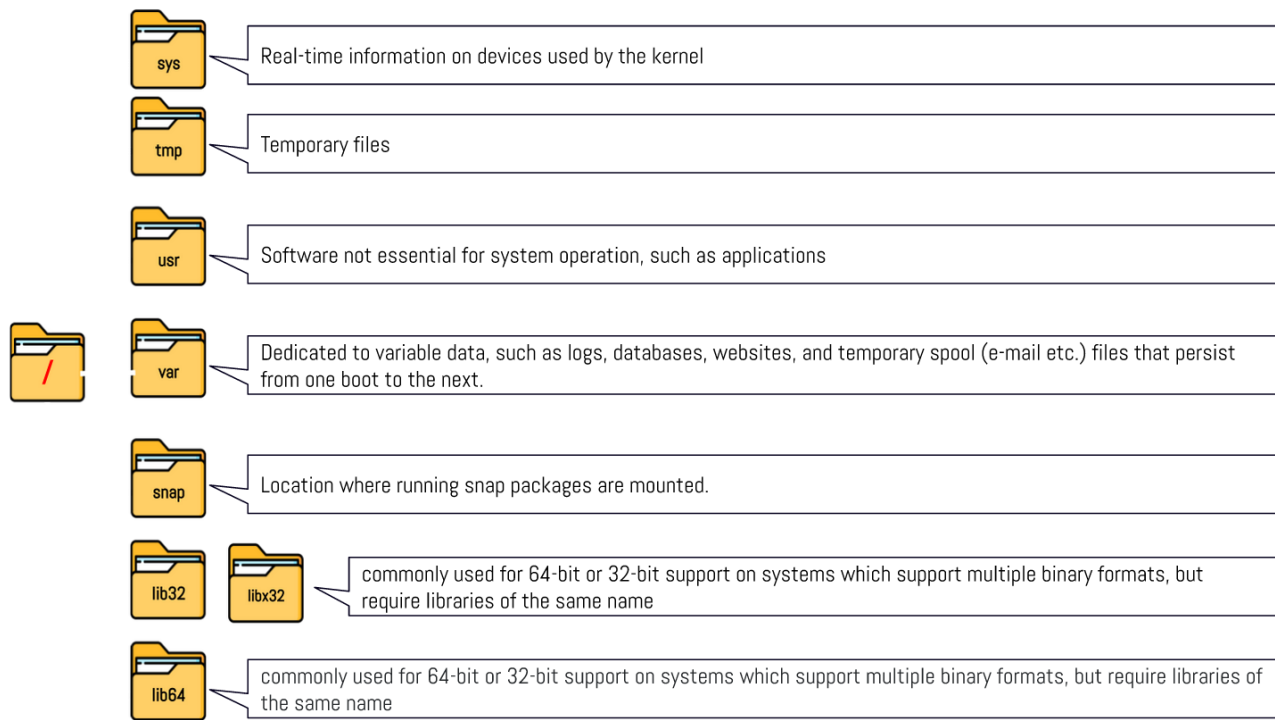 sys
Real-time information on devices used by the kernel
tmp
Temporary files
usr
Software not essential for system operation, such as applications
/
var
Dedicated to variable data, such as logs, databases, websites, and temporary spool (e-mail etc.) files that persist
from one boot to the next.
snap
Location where running snap packages are mounted.
lib32
libx32
commonly used for 64-bit or 32-bit support on systems which support multiple binary formats, but
require libraries of the same name
lib64
commonly used for 64-bit or 32-bit support on systems which support multiple binary formats, but require libraries of
the same name